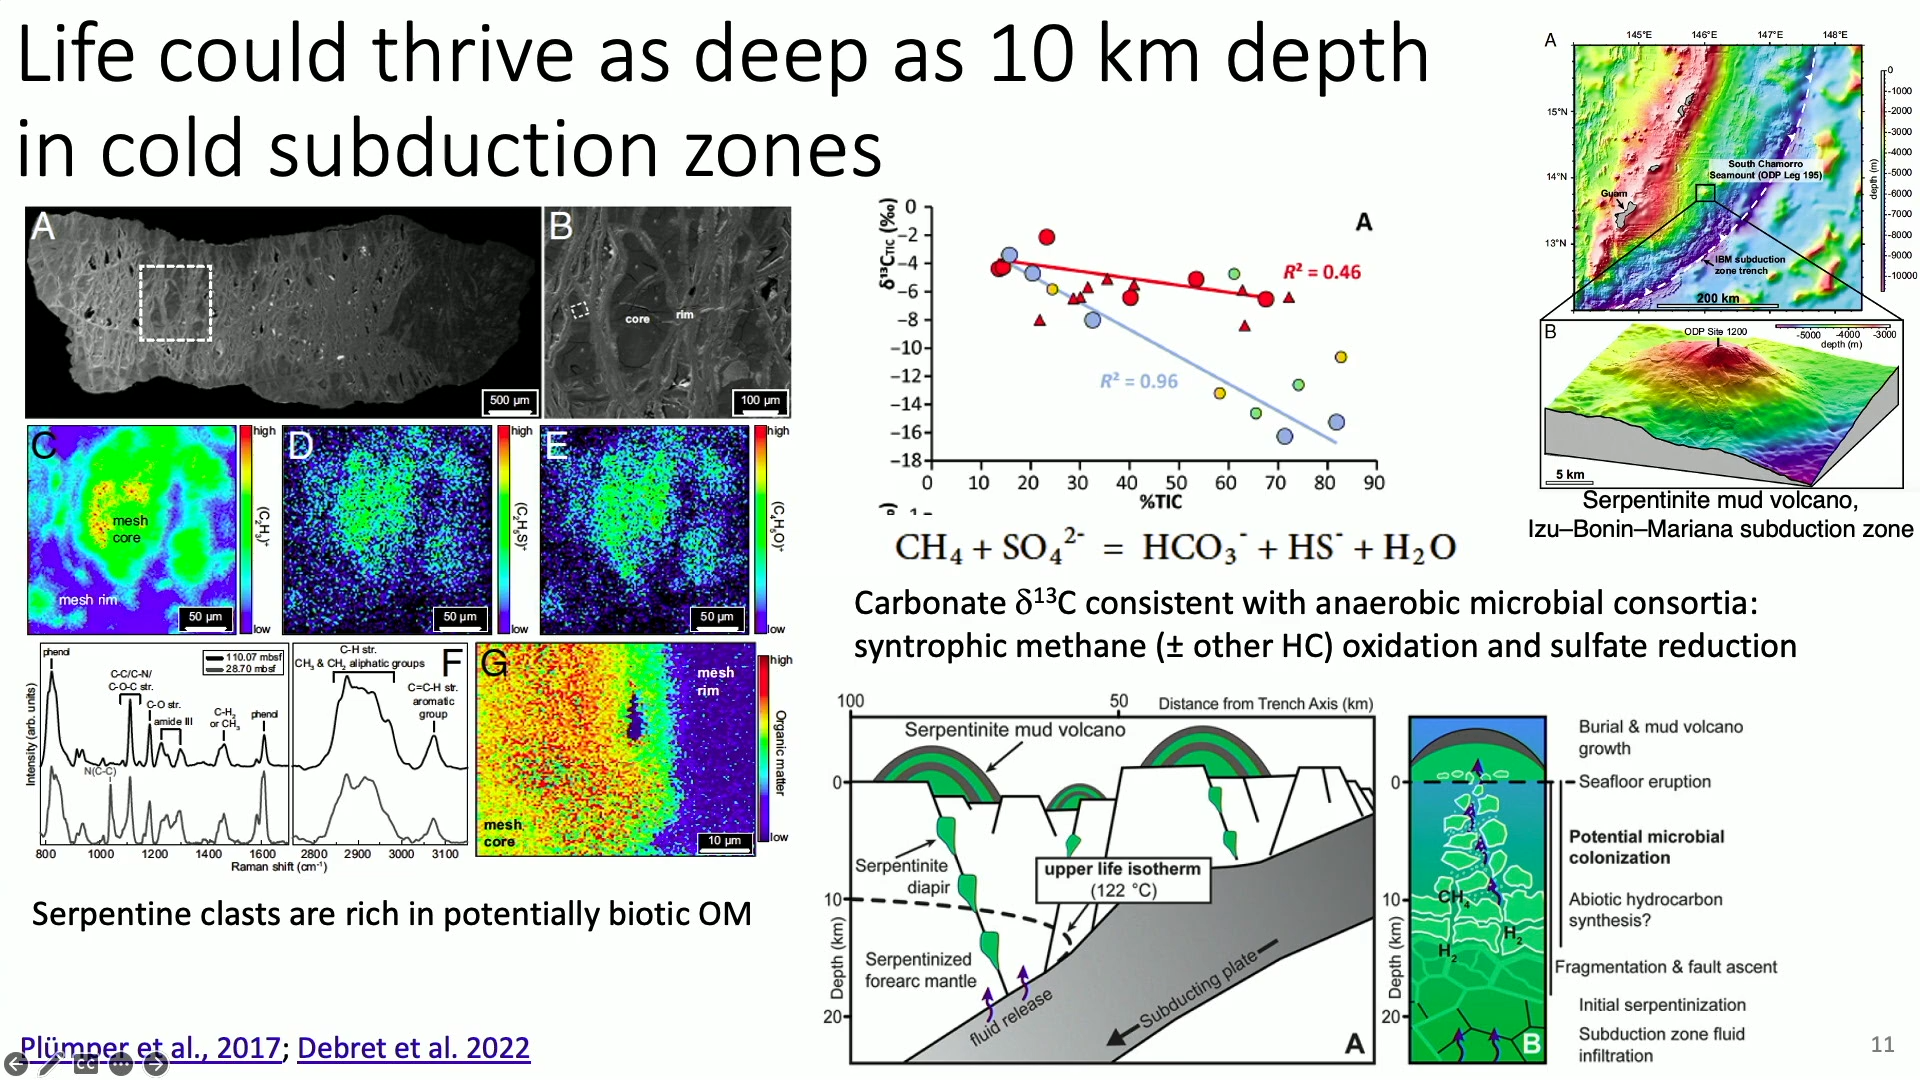 Life could thrive as deep as 10 km depth
in cold subduction zones
A
500 µm
B
core
rim
100 µm
C
mesh
core
mesh rim
50 µm
high
(C₂H₃)⁺
low
D
50 µm
high
(C₂H₅S)⁺
low
E
50 µm
high
(C₄H₅O)⁺
low
F
phenol
110.07 mbsf
28.70 mbsf
C-C/C-N/
C-O-C str.
C-O str.
amide III
C-H₂
or CH₃
phenol
N(C-C)
C-H str.
CH₃ & CH₂ aliphatic groups
C=C-H str.
aromatic
group
Intensity (arb. units)
800 1000 1200 1400 1600 2800 2900 3000 3100
Raman shift (cm⁻¹)
G
mesh
rim
mesh
core
10 µm
high
Organic matter
low
Serpentine clasts are rich in potentially biotic OM
Plümper et al., 2017; Debret et al. 2022
A
δ¹³C_TIC (‰)
0
−2
−4
−6
−8
−10
−12
−14
−16
−18
R² = 0.46
R² = 0.96
0 10 20 30 40 50 60 70 80 90
%TIC
CH₄ + SO₄²⁻ = HCO₃⁻ + HS⁻ + H₂O
Carbonate δ¹³C consistent with anaerobic microbial consortia:
syntrophic methane (± other HC) oxidation and sulfate reduction
A
145°E 146°E 147°E 148°E
15°N
14°N
13°N
South Chamorro
Seamount (ODP Leg 195)
Guam
IBM subduction
zone trench
200 km
0
-1000
-2000
-3000
-4000
-5000
-6000
-7000
-8000
-9000
-10000
depth (m)
B
ODP Site 1200
-5000 -4000 -3000
depth (m)
5 km
Serpentinite mud volcano,
Izu–Bonin–Mariana subduction zone
100
50
Distance from Trench Axis (km)
Serpentinite mud volcano
0
Serpentinite
diapir
upper life isotherm
(122 °C)
10
Depth (km)
Serpentinized
forearc mantle
fluid release
Subducting plate
20
A
0
10
20
Depth (km)
CH₄
H₂
H₂
B
Burial & mud volcano
growth
Seafloor eruption
Potential microbial
colonization
Abiotic hydrocarbon
synthesis?
Fragmentation & fault ascent
Initial serpentinization
Subduction zone fluid
infiltration
11